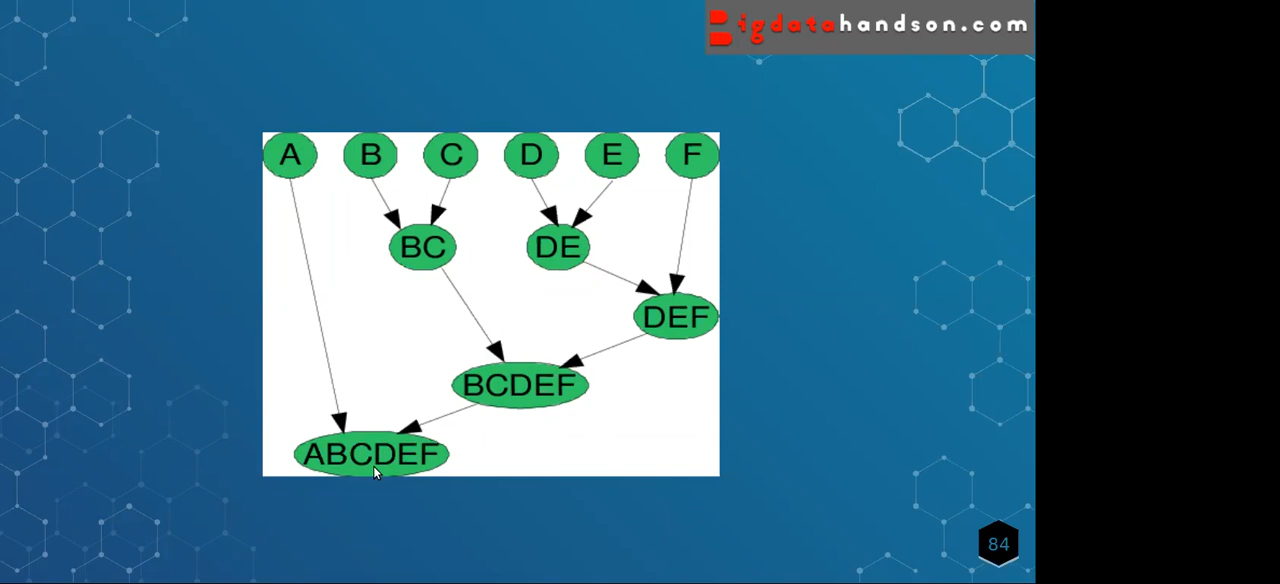 Bigdatahandson.com
A B C D E F
BC DE
DEF
BCDEF
ABCDEF
84